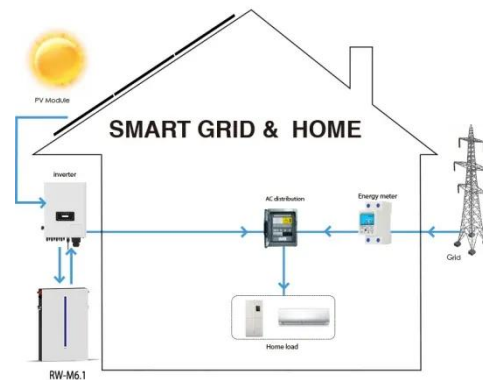 PV Module
SMART GRID & HOME
inverter
AC distribution
Energy meter
Grid
Home load
RW-M6.1